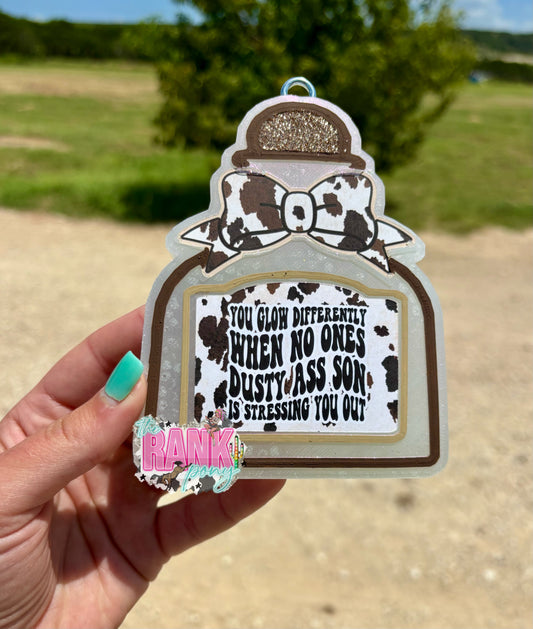 YOU GLOW DIFFERENTLY
WHEN NO ONES
DUSTY ASS SON
IS STRESSING YOU OUT
the
RANK
pony